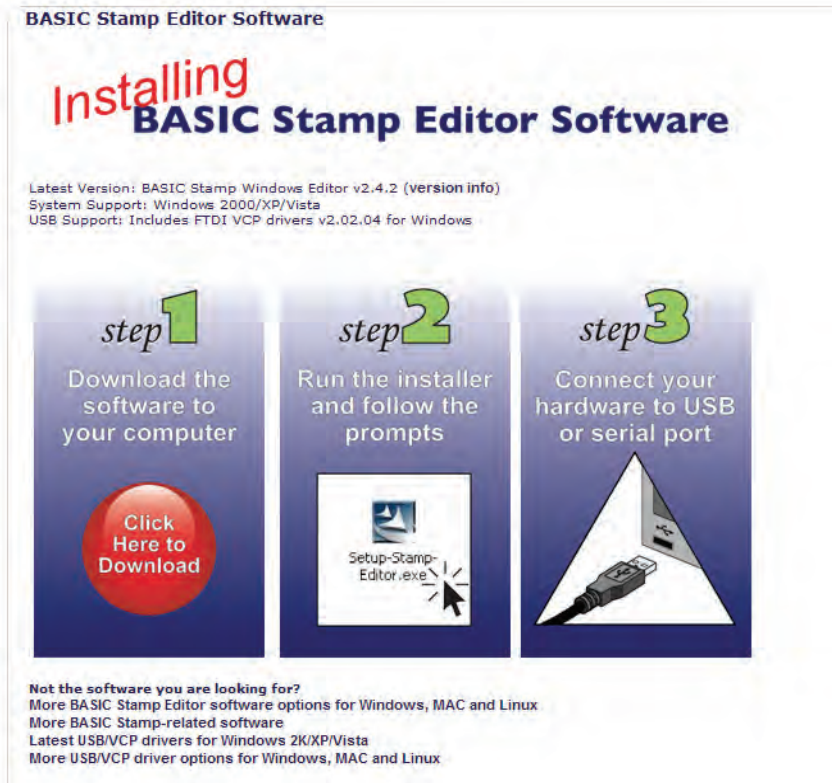 BASIC Stamp Editor Software
Installing
BASIC Stamp Editor Software
Latest Version: BASIC Stamp Windows Editor v2.4.2 (version info)
System Support: Windows 2000/XP/Vista
USB Support: Includes FTDI VCP drivers v2.02.04 for Windows
step1
Download the
software to
your computer
Click
Here to
Download
step2
Run the installer
and follow the
prompts
Setup-Stamp-
Editor.exe
step3
Connect your
hardware to USB
or serial port
Not the software you are looking for?
More BASIC Stamp Editor software options for Windows, MAC and Linux
More BASIC Stamp-related software
Latest USB/VCP drivers for Windows 2K/XP/Vista
More USB/VCP driver options for Windows, MAC and Linux